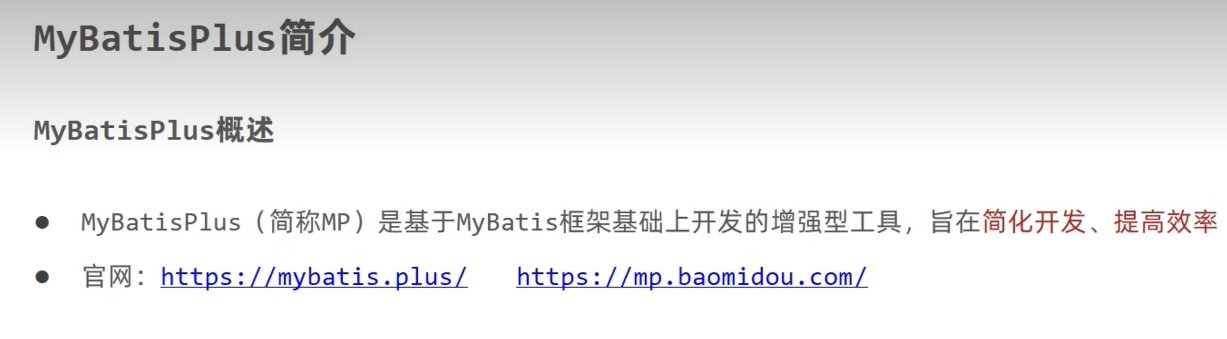 MyBatisPlus简介
MyBatisPlus概述
● MyBatisPlus（简称MP）是基于MyBatis框架基础上开发的增强型工具，旨在简化开发、提高效率
● 官网：https://mybatis.plus/ https://mp.baomidou.com/